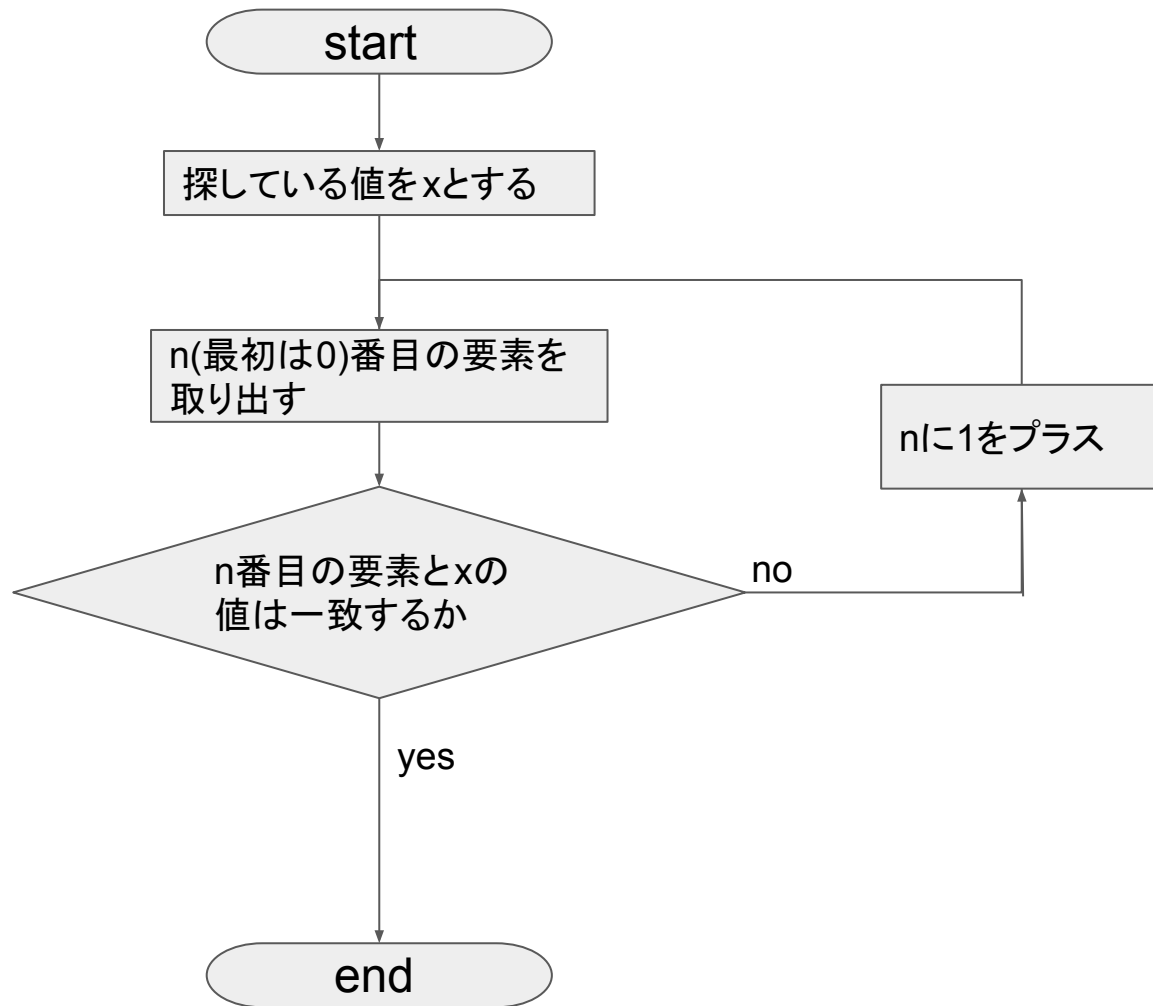 start
探している値をxとする
n(最初は0)番目の要素を
取り出す
nに1をプラス
n番目の要素とxの
値は一致するか
no
yes
end